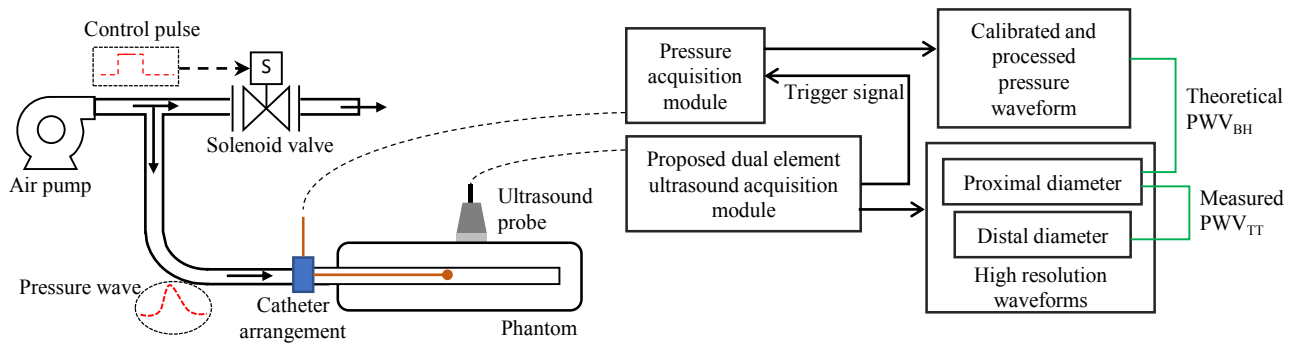 Control pulse
S
Solenoid valve
Air pump
Pressure wave
Catheter
arrangement
Ultrasound
probe
Phantom
Pressure
acquisition
module
Trigger signal
Proposed dual element
ultrasound acquisition
module
Calibrated and
processed
pressure
waveform
Proximal diameter
Distal diameter
High resolution
waveforms
Theoretical
PWV_BH
Measured
PWV_TT